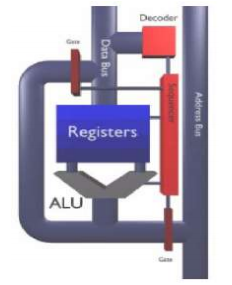 Decoder
Gate
Data Bus
Sequencer
Address Bus
Registers
ALU
Gate